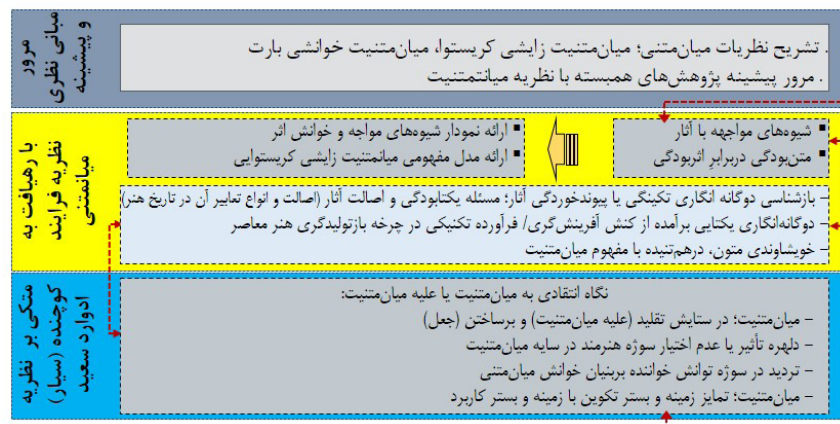 مرور
و پیشینه
مبانی نظری
. تشریح نظریات میان‌متنی؛ میان‌متنیت زایشی کریستوا، میان‌متنیت خوانشی بارت
. مرور پیشینه پژوهش‌های همبسته با نظریه میانتمتنیت
با رهیافت به
نظریه فرایند
میانمتنی
▪ شیوه‌های مواجهه با آثار
▪ متن‌بودگی دربرابرِ اثربودگی
▪ ارائه نمودار شیوه‌های مواجه و خوانش اثر
▪ ارائه مدل مفهومی میانمتنیت زایشی کریستوایی
– بازشناسی دوگانه انگاری تکینگی یا پیوندخوردگی آثار؛ مسئله یکتابودگی و اصالت آثار (اصالت و انواع تعابیر آن در تاریخ هنر)
– دوگانه‌انگاری یکتایی برآمده از کنش آفرینش‌گری/ فرآورده تکنیکی در چرخه بازتولیدگری هنر معاصر
– خویشاوندی متون، درهم‌تنیده با مفهوم میان‌متنیت
متکی بر نظریه
کوچنده (سیار)
ادوارد سعید
نگاه انتقادی به میان‌متنیت یا علیه میان‌متنیت:
– میان‌متنیت؛ در ستایش تقلید (علیه میان‌متنیت) و برساختن (جعل)
– دلهره تأثیر یا عدم اختیار سوژه هنرمند در سایه میان‌متنیت
– تردید در سوژه توانش خواننده بربنیان خوانش میان‌متنی
– میان‌متنیت؛ تمایز زمینه و بستر تکوین با زمینه و بستر کاربرد